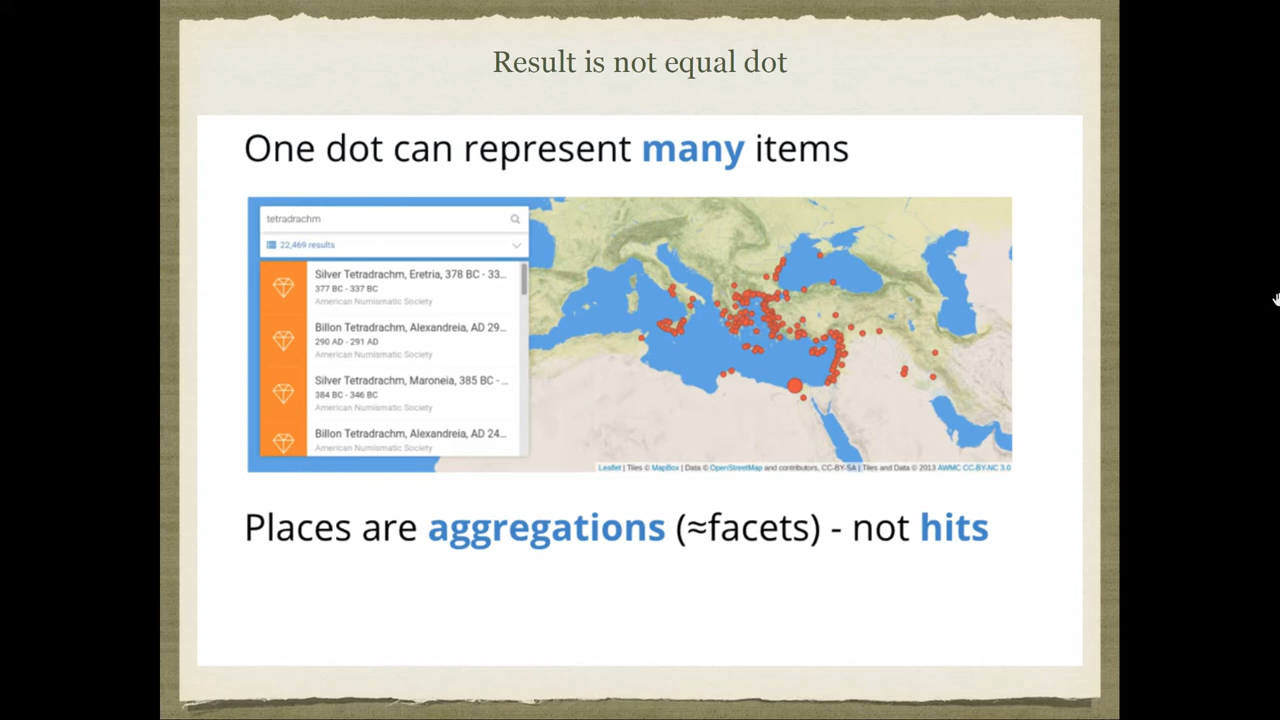 Result is not equal dot
One dot can represent many items
tetradrachm
22,469 results
Silver Tetradrachm, Eretria, 378 BC - 33...
377 BC - 337 BC
American Numismatic Society
Billon Tetradrachm, Alexandreia, AD 29...
290 AD - 291 AD
American Numismatic Society
Silver Tetradrachm, Maroneia, 385 BC -...
384 BC - 346 BC
American Numismatic Society
Billon Tetradrachm, Alexandreia, AD 24...
American Numismatic Society
Leaflet | Tiles © MapBox | Data © OpenStreetMap and contributors, CC-BY-SA | Tiles and Data © 2013 AWMC CC-BY-NC 3.0
Places are aggregations (≈facets) - not hits